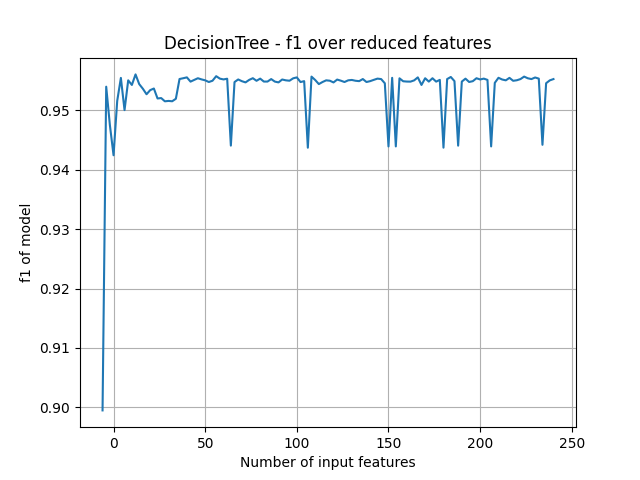 DecisionTree - f1 over reduced features
0.95
0.94
0.93
0.92
0.91
0.90
f1 of model
0 50 100 150 200 250
Number of input features